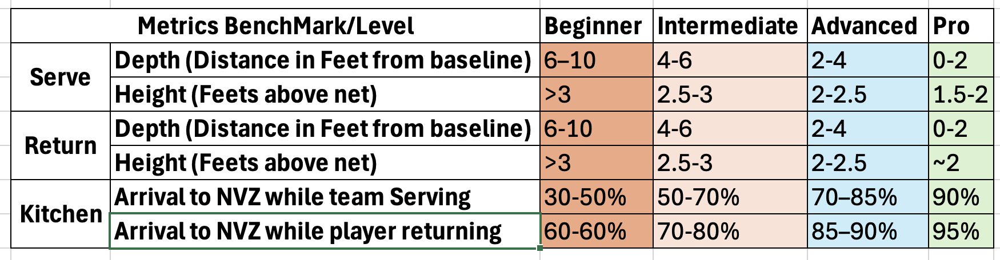 Metrics BenchMark/Level Beginner Intermediate Advanced Pro
Serve
Depth (Distance in Feet from baseline) 6–10 4-6 2-4 0-2
Height (Feets above net) >3 2.5-3 2-2.5 1.5-2
Return
Depth (Distance in Feet from baseline) 6-10 4-6 2-4 0-2
Height (Feets above net) >3 2.5-3 2-2.5 ~2
Kitchen
Arrival to NVZ while team Serving 30-50% 50-70% 70–85% 90%
Arrival to NVZ while player returning 60-60% 70-80% 85–90% 95%